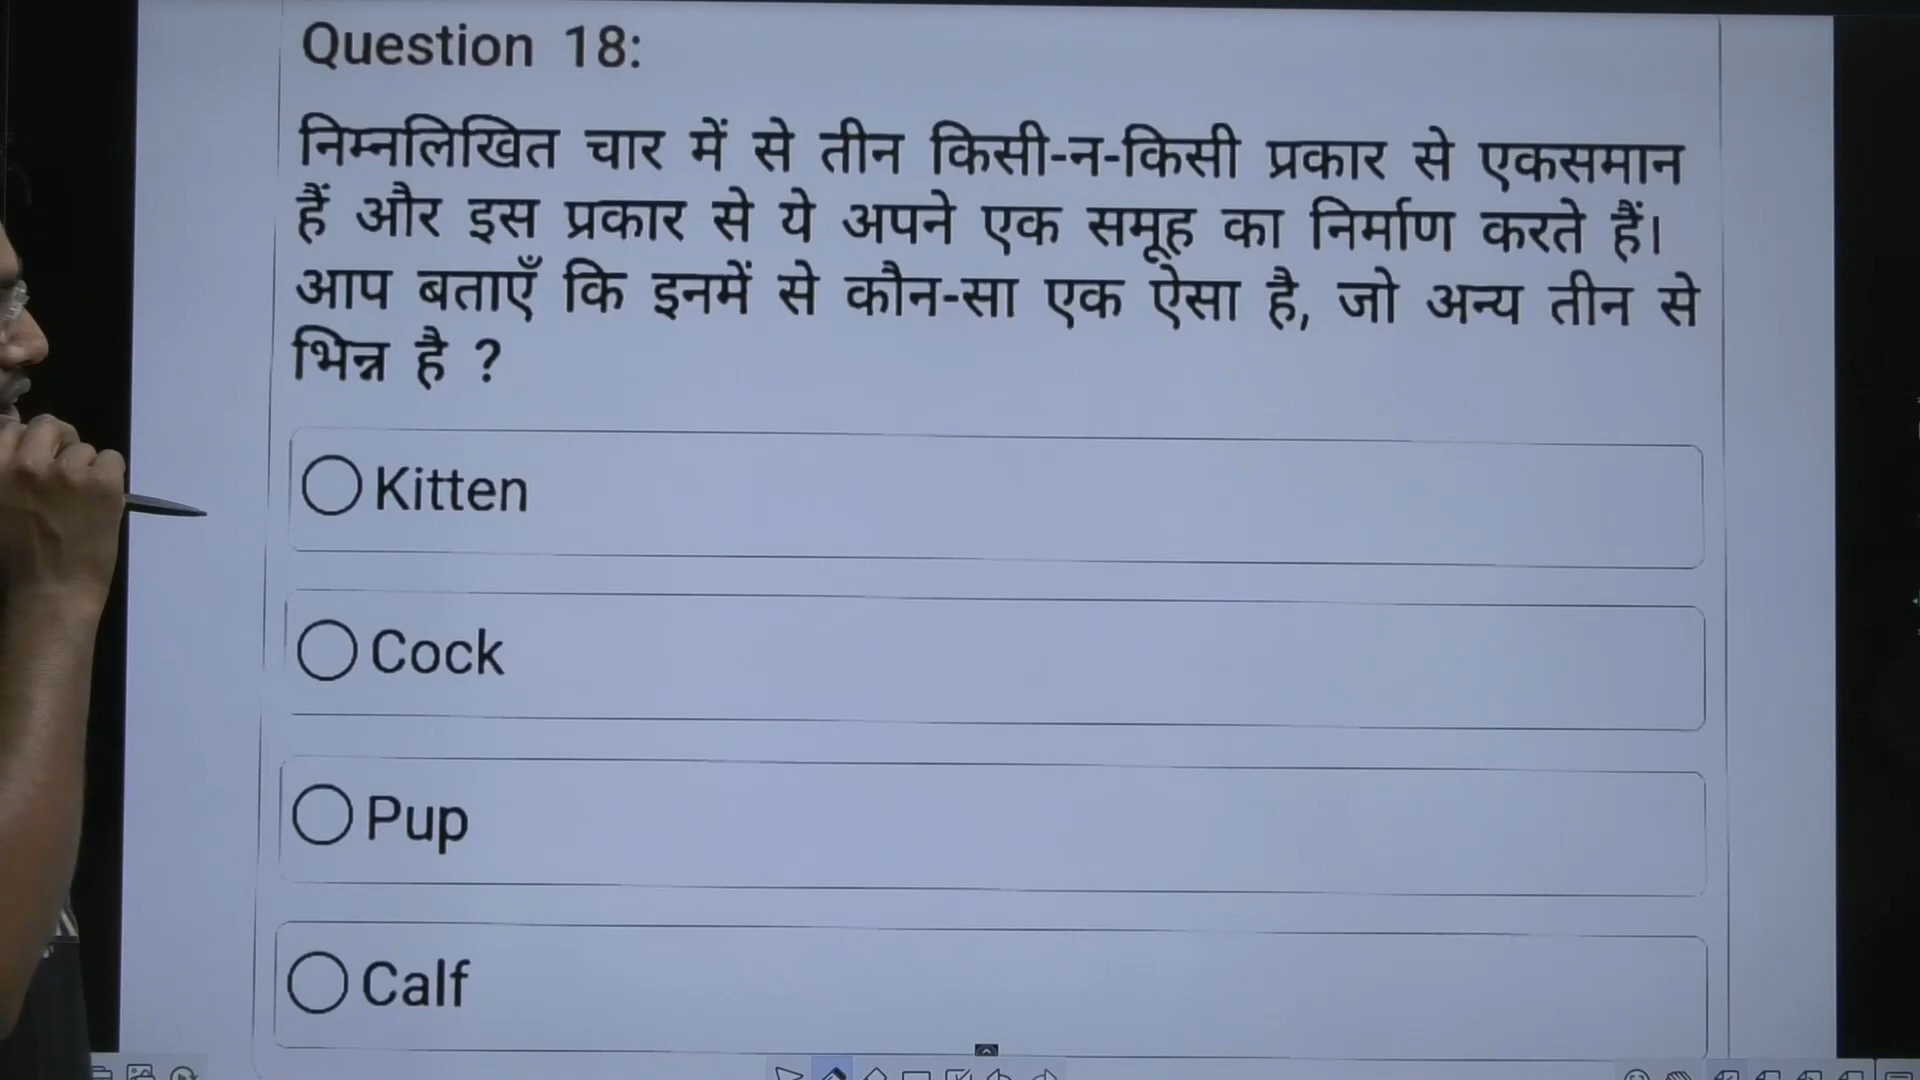 Question 18:
निम्नलिखित चार में से तीन किसी-न-किसी प्रकार से एकसमान
हैं और इस प्रकार से ये अपने एक समूह का निर्माण करते हैं।
आप बताएँ कि इनमें से कौन-सा एक ऐसा है, जो अन्य तीन से
भिन्न है ?
Kitten
Cock
Pup
Calf